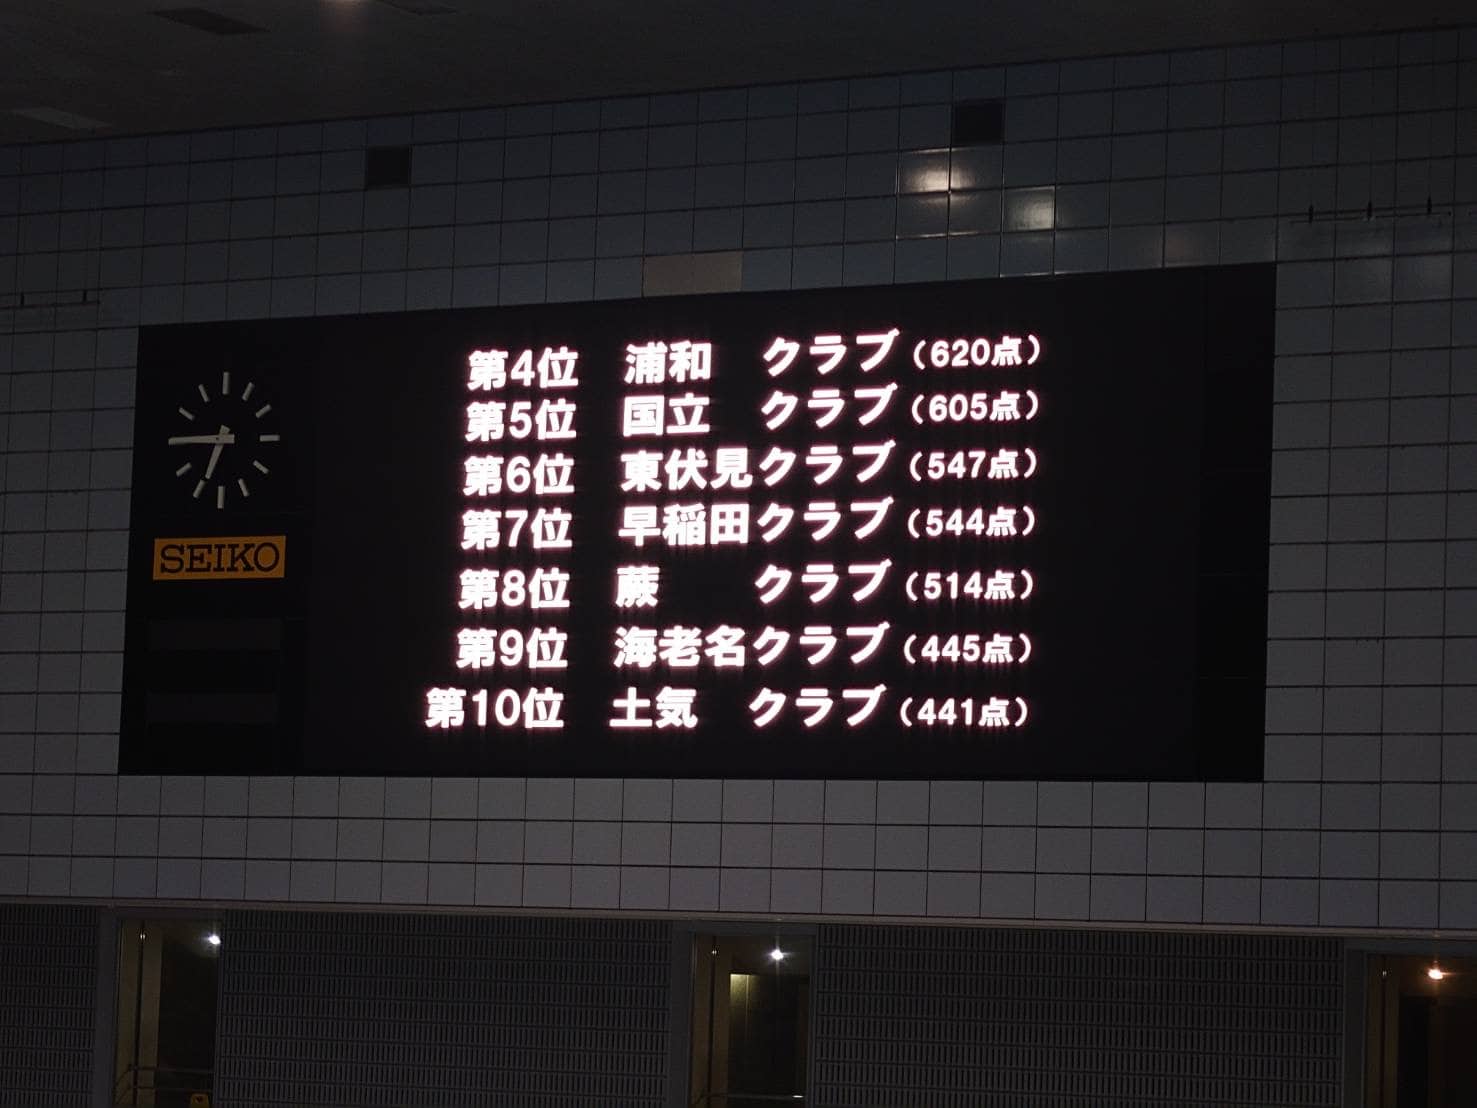 第4位 浦和 クラブ(620点)
第5位 国立 クラブ(605点)
第6位 東伏見クラブ(547点)
第7位 早稲田クラブ(544点)
第8位 蕨 クラブ(514点)
第9位 海老名クラブ(445点)
第10位 土気 クラブ(441点)
SEIKO